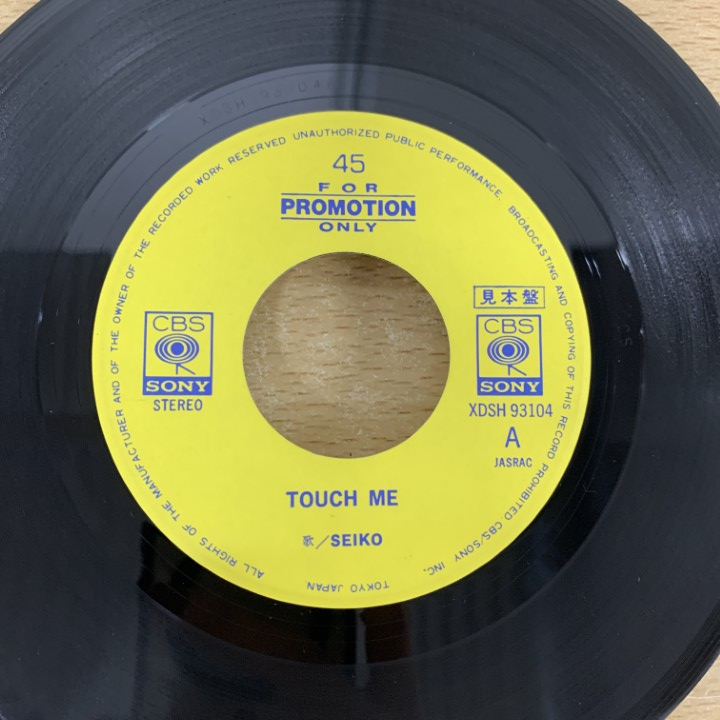 45
FOR
PROMOTION
ONLY
見本盤
CBS
SONY
STEREO
CBS
SONY
XDSH 93104
A
JASRAC
TOUCH ME
/SEIKO
ALL RIGHTS OF THE MANUFACTURER AND OF THE OWNER OF THE RECORDED WORK RESERVED UNAUTHORIZED PUBLIC PERFORMANCE. BROADCASTING AND COPYING OF THIS RECORD PROHIBITED CBS/SONY INC.
TOKYO JAPAN